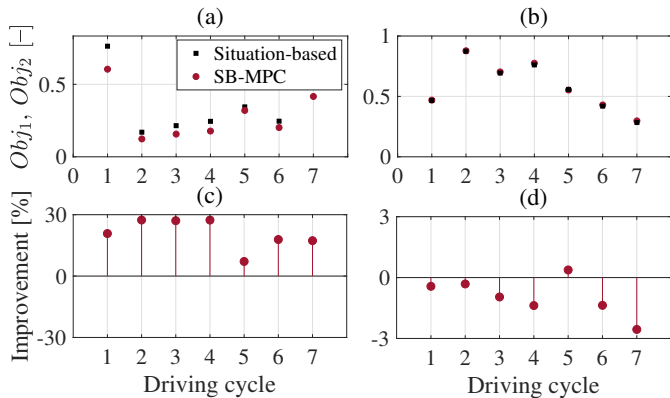 (a) (b)
Obj1, Obj2 [−]
Situation-based
SB-MPC
0.5
0
0 1 2 3 4 5 6 7
1
0.5
0
0 1 2 3 4 5 6 7
(c) (d)
Improvement [%]
30
0
-30
1 2 3 4 5 6 7
Driving cycle
3
0
-3
1 2 3 4 5 6 7
Driving cycle